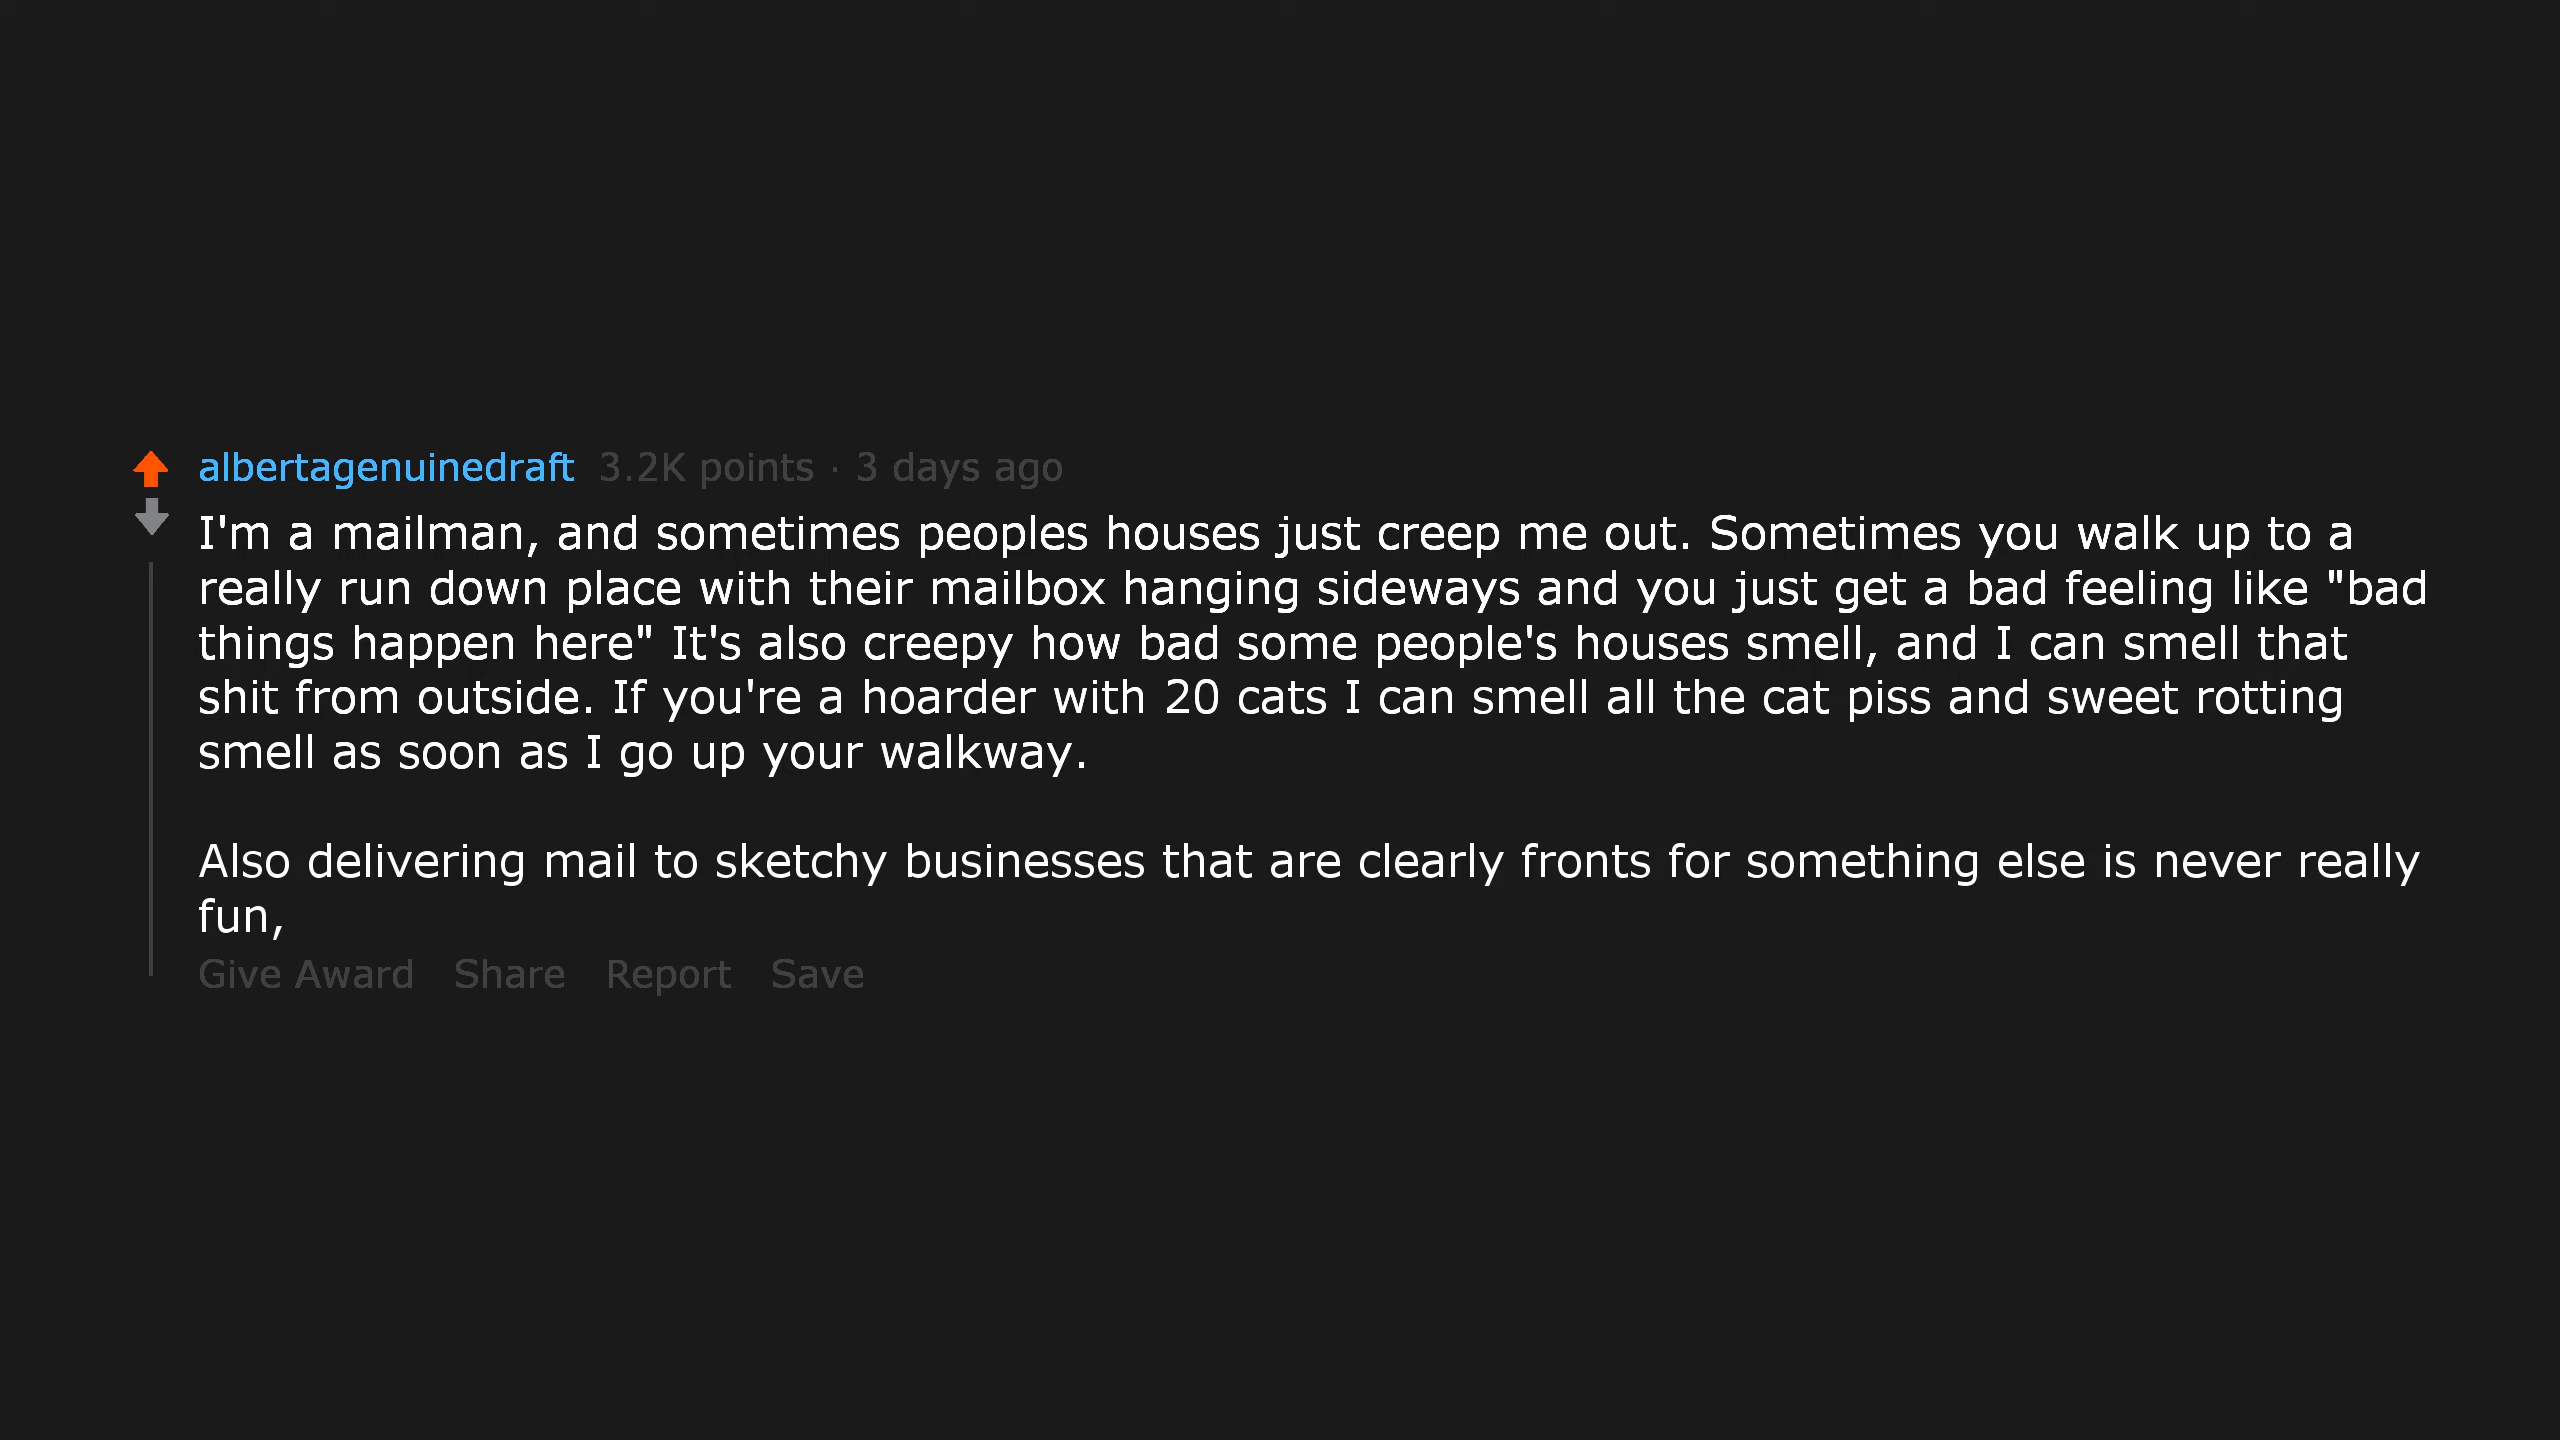 albertagenuinedraft 3.2K points · 3 days ago
I'm a mailman, and sometimes peoples houses just creep me out. Sometimes you walk up to a
really run down place with their mailbox hanging sideways and you just get a bad feeling like "bad
things happen here" It's also creepy how bad some people's houses smell, and I can smell that
shit from outside. If you're a hoarder with 20 cats I can smell all the cat piss and sweet rotting
smell as soon as I go up your walkway.
Also delivering mail to sketchy businesses that are clearly fronts for something else is never really
fun,
Give Award Share Report Save